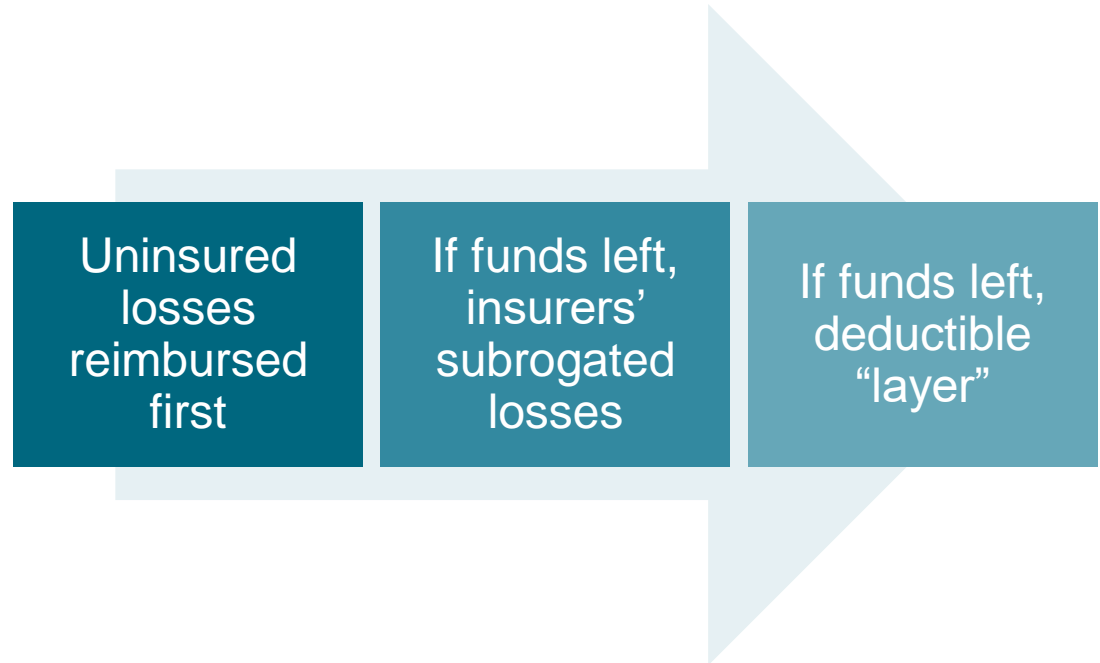 Uninsured
losses
reimbursed
first
If funds left,
insurers’
subrogated
losses
If funds left,
deductible
“layer”